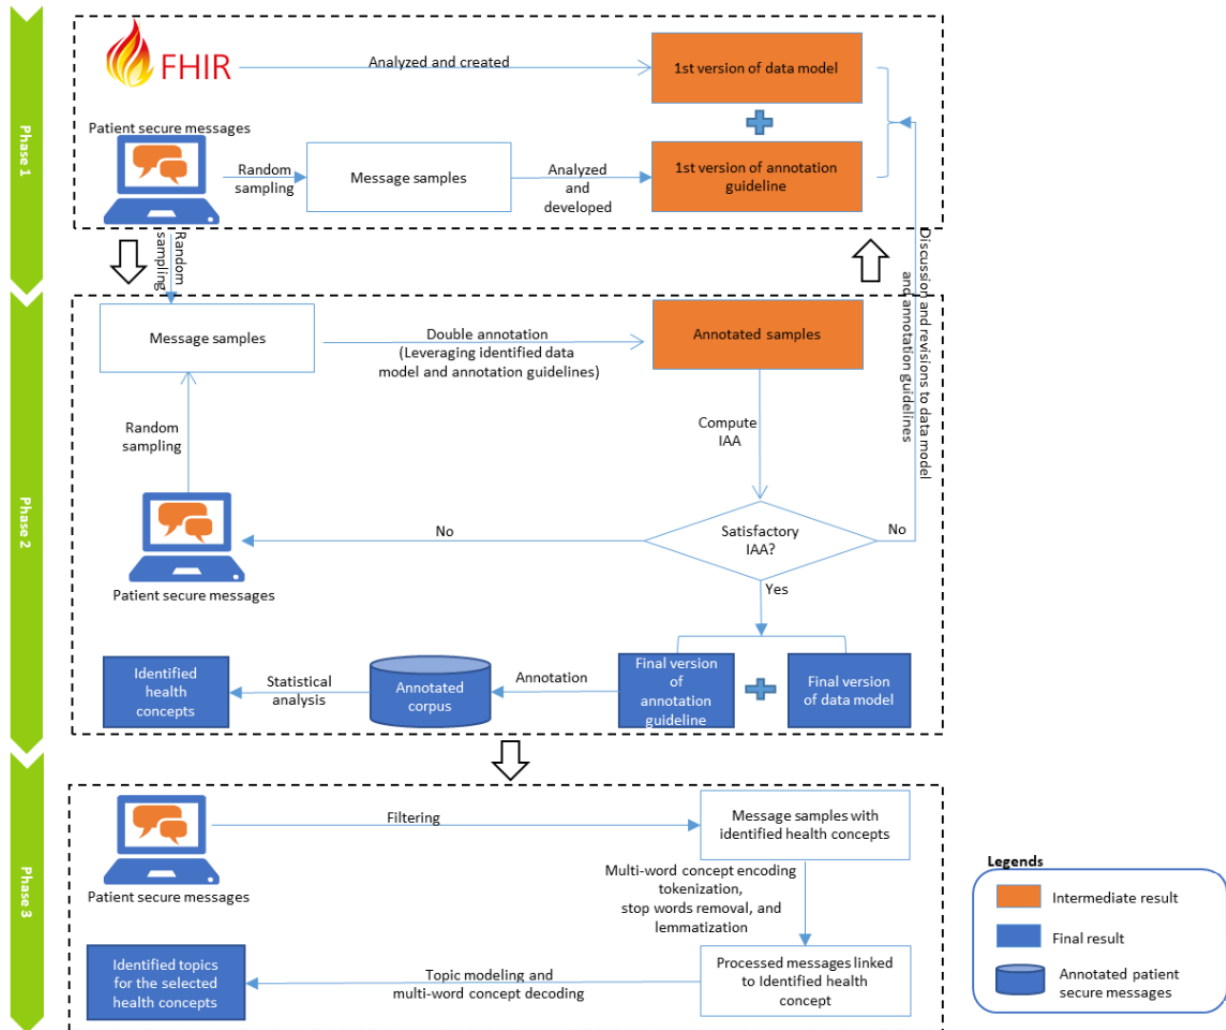 Phase 1
FHIR
Analyzed and created
1st version of data model
Patient secure messages
Random
sampling
Message samples
Analyzed
and
developed
1st version of annotation
guideline
Random
sampling
Discussion and revisions to data model
and annotation guidelines
Phase 2
Message samples
Double annotation
(Leveraging identified data
model and annotation guidelines)
Annotated samples
Random
sampling
Compute
IAA
Patient secure messages
No
Satisfactory
IAA?
No
Yes
Identified
health
concepts
Statistical
analysis
Annotated
corpus
Annotation
Final version
of
annotation
guideline
Final version
of data model
Phase 3
Patient secure messages
Filtering
Message samples with
identified health concepts
Multi-word concept encoding
tokenization,
stop words removal, and
lemmatization
Identified topics
for the selected
health concepts
Topic modeling and
multi-word concept decoding
Processed messages linked
to Identified health
concept
Legends
Intermediate result
Final result
Annotated patient
secure messages